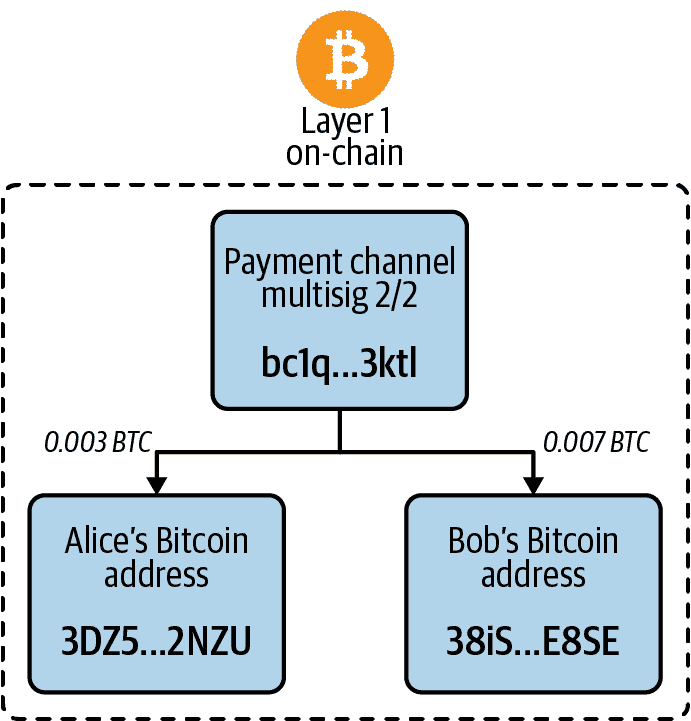 Layer 1
on-chain
Payment channel
multisig 2/2
bc1q...3ktl
0.003 BTC
0.007 BTC
Alice's Bitcoin
address
3DZ5...2NZU
Bob's Bitcoin
address
38iS...E8SE